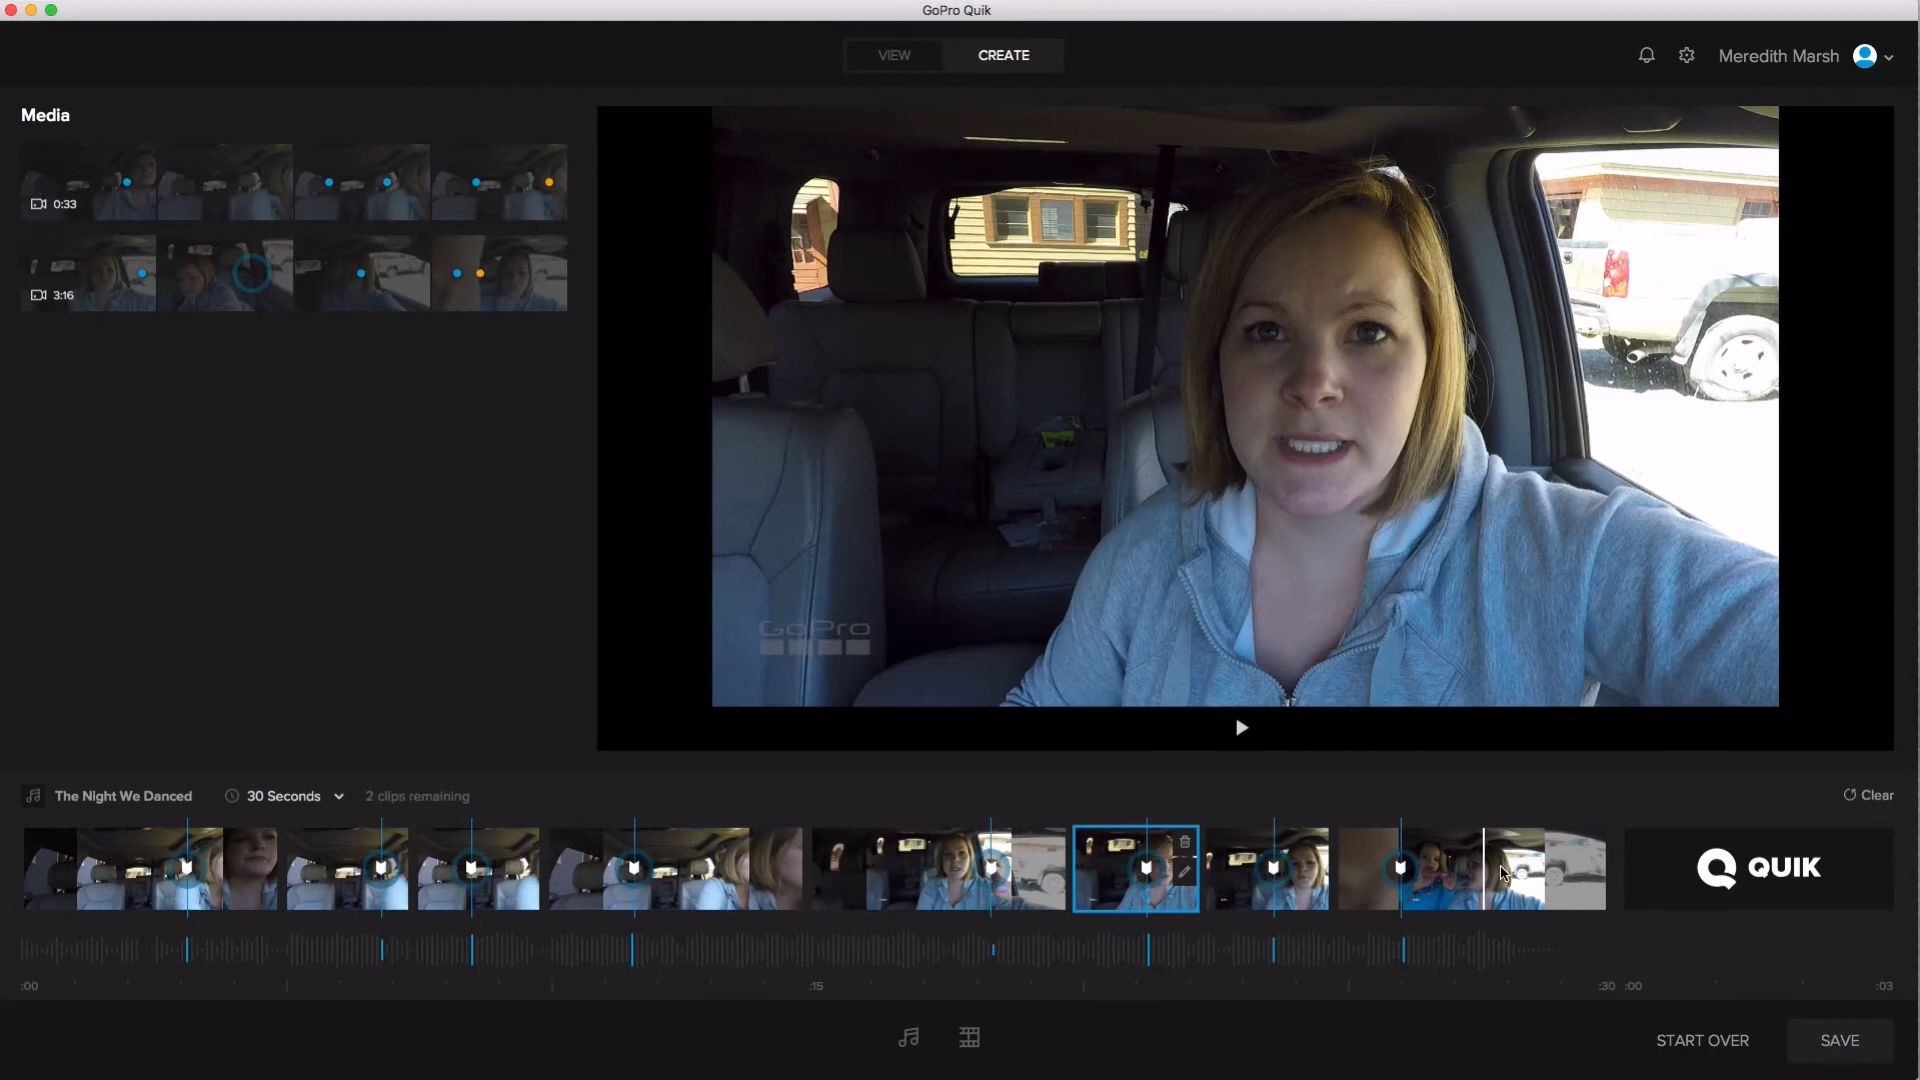 GoPro Quik
VIEW
CREATE
Meredith Marsh
Media
0:33
3:16
GoPro
The Night We Danced
30 Seconds
2 clips remaining
Clear
QUIK
:00
:15
:30
:00
:03
START OVER
SAVE